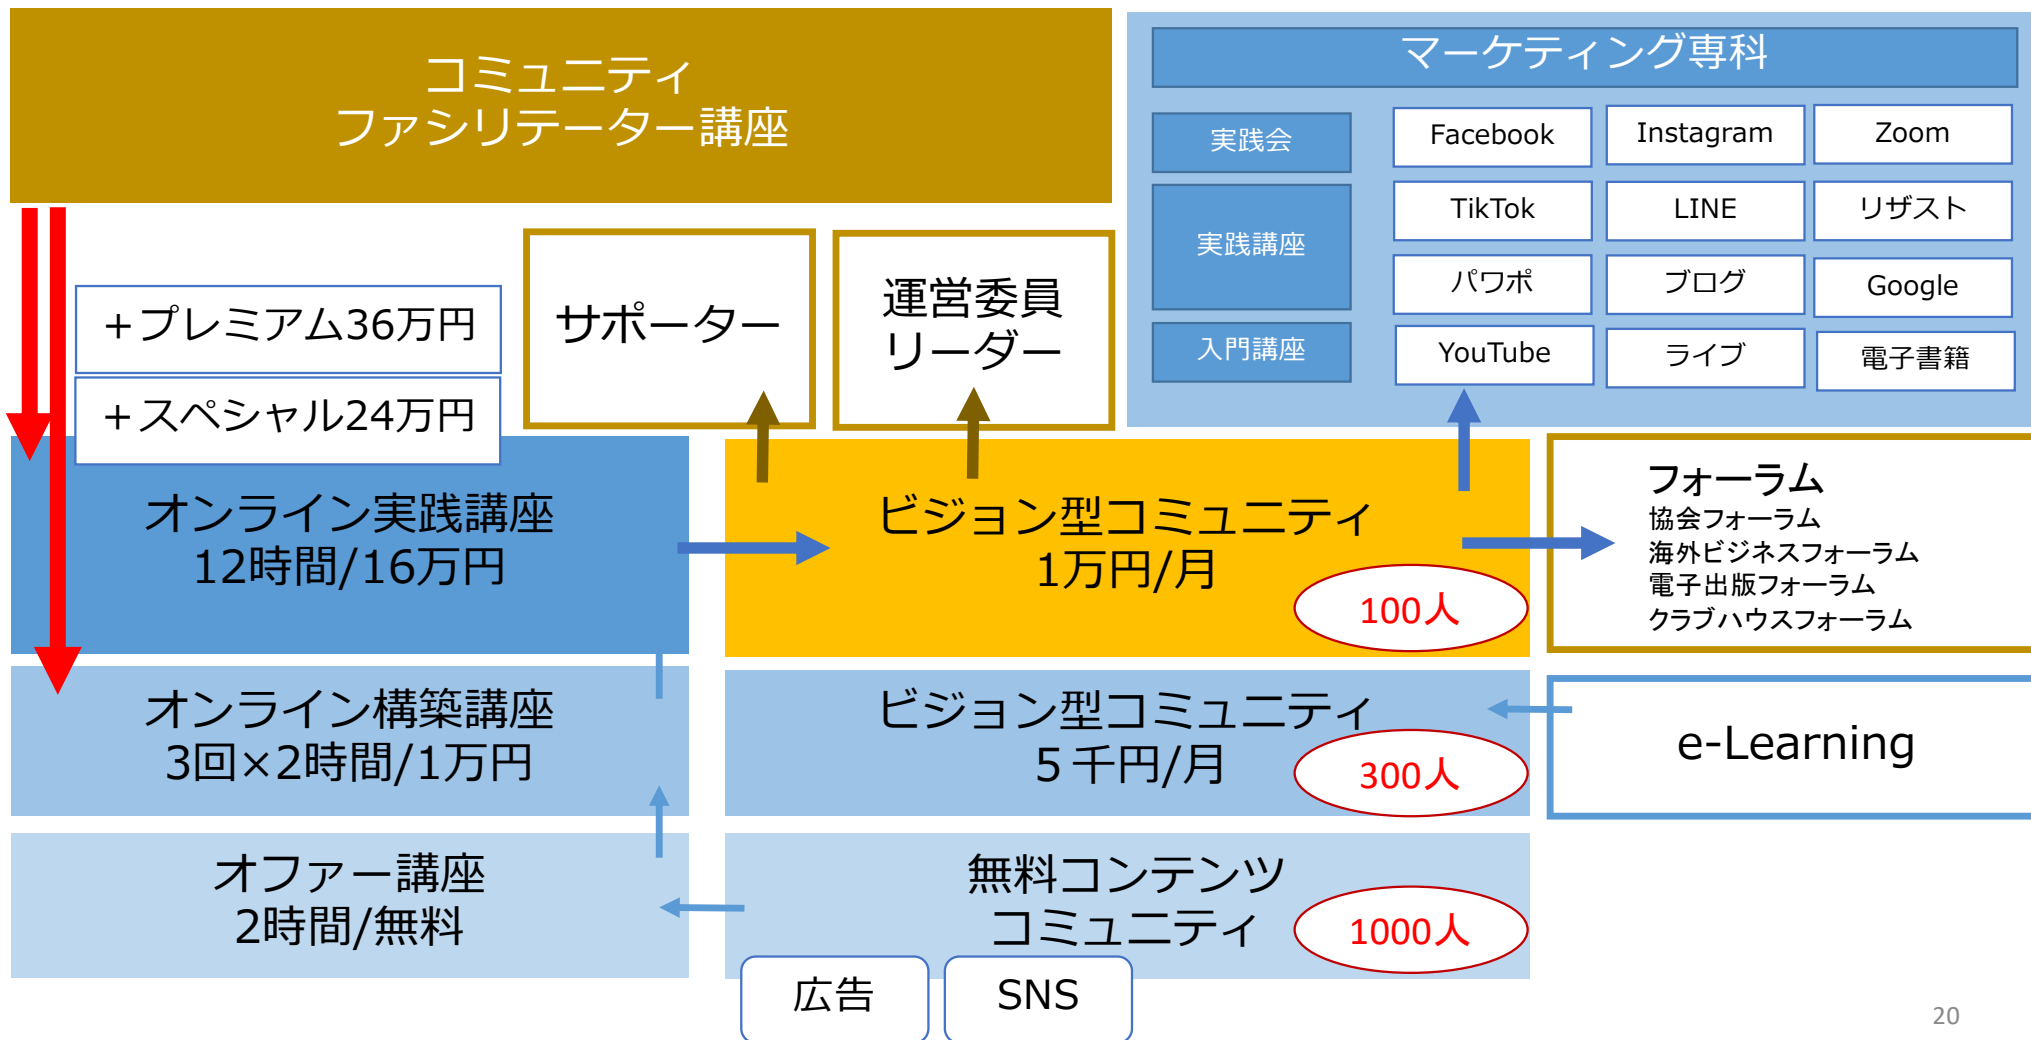 コミュニティ
ファシリテーター講座
マーケティング専科
実践会
実践講座
入門講座
Facebook
Instagram
Zoom
TikTok
LINE
リザスト
パワポ
ブログ
Google
YouTube
ライブ
電子書籍
+プレミアム36万円
+スペシャル24万円
サポーター
運営委員
リーダー
オンライン実践講座
12時間/16万円
ビジョン型コミュニティ
1万円/月
100人
フォーラム
協会フォーラム
海外ビジネスフォーラム
電子出版フォーラム
クラブハウスフォーラム
オンライン構築講座
3回×2時間/1万円
ビジョン型コミュニティ
５千円/月
300人
e-Learning
オファー講座
2時間/無料
無料コンテンツ
コミュニティ
1000人
広告
SNS
20